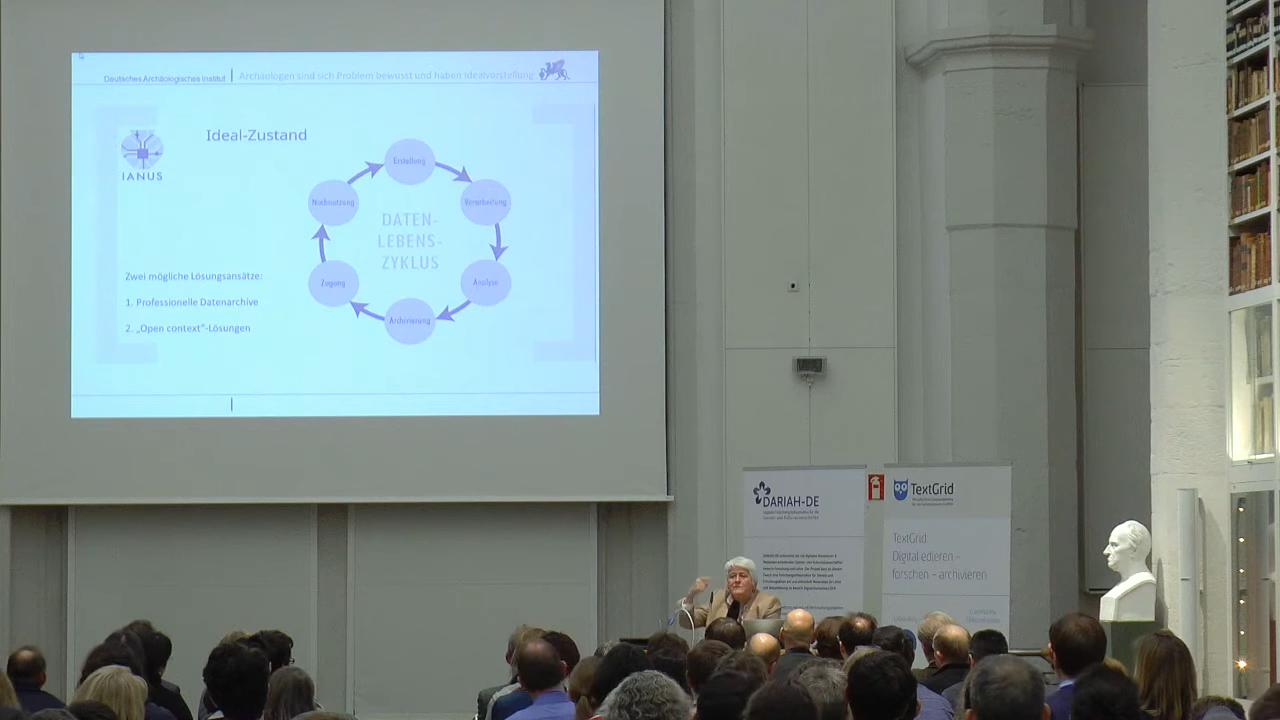 Deutsches Archäologisches Institut
Archäologen sind sich Problem bewusst und haben Idealvorstellung
Ideal-Zustand
IANUS
Erstellung
Verarbeitung
Analyse
Archivierung
Zugang
Nachnutzung
DATEN-
LEBENS-
ZYKLUS
Zwei mögliche Lösungsansätze:
1. Professionelle Datenarchive
2. „Open context"-Lösungen
DARIAH-DE
TextGrid
TextGrid
Digital edieren –
forschen – archivieren